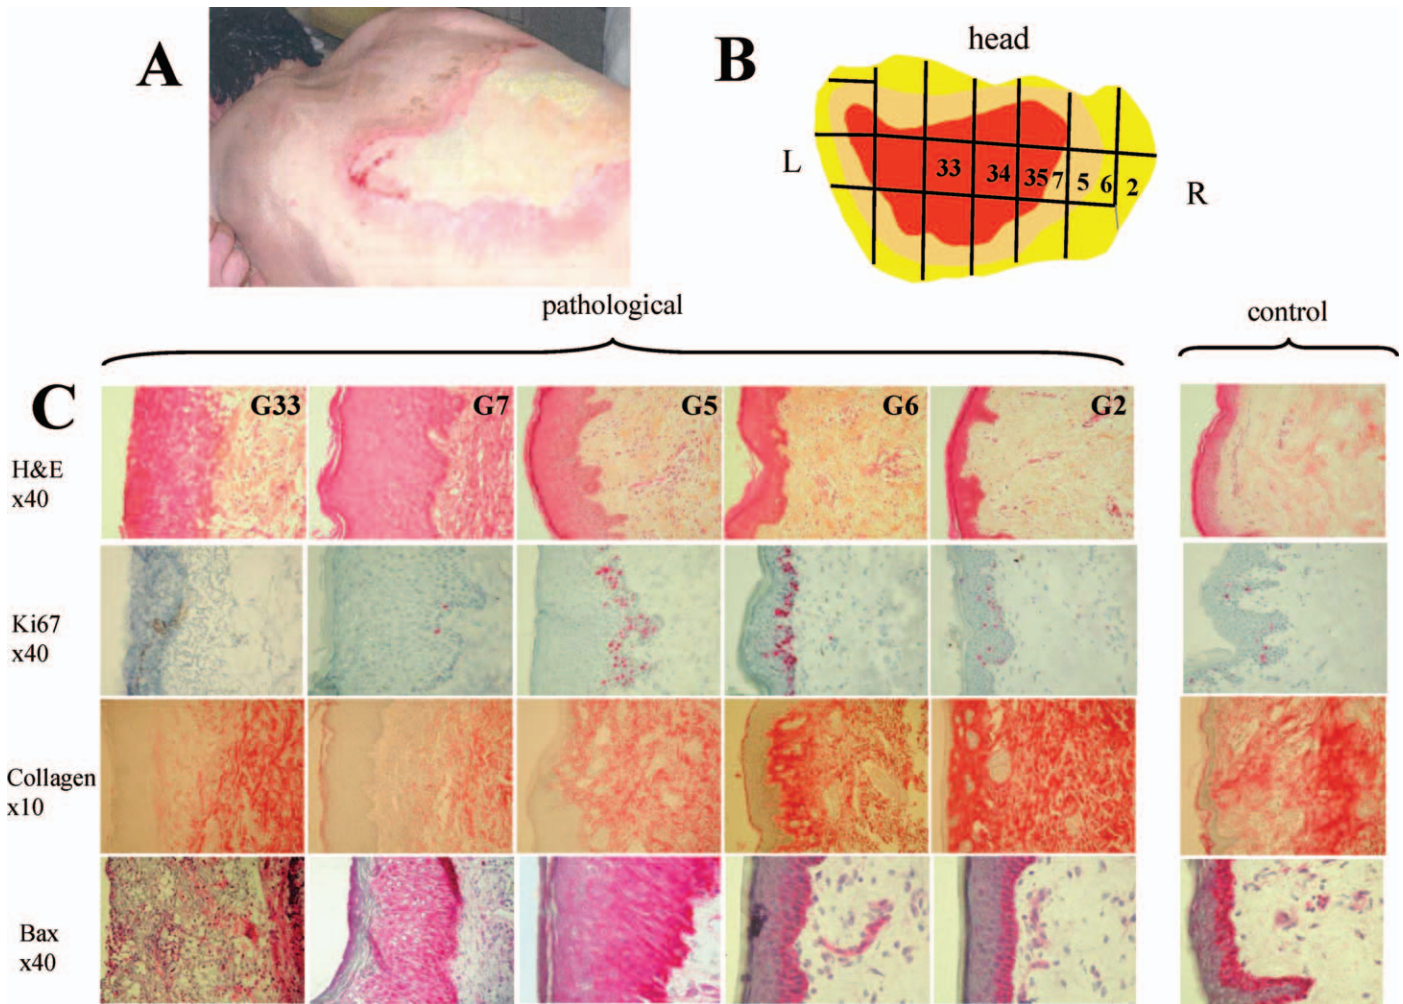 A
B
head
L
33
34
35
7
5
6
2
R
pathological
control
C
G33
G7
G5
G6
G2
H&E
x40
Ki67
x40
Collagen
x10
Bax
x40